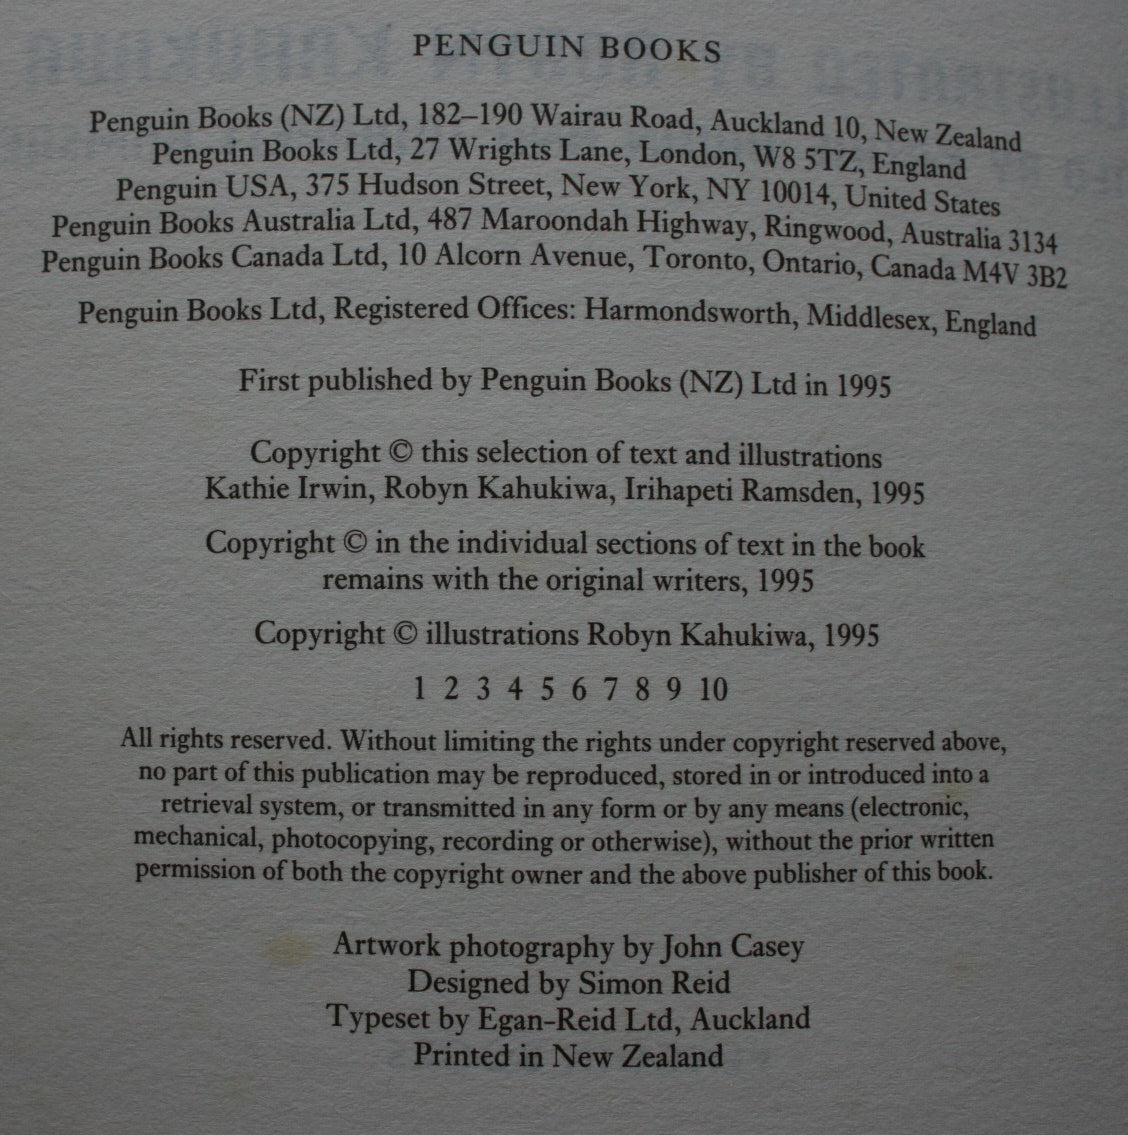 PENGUIN BOOKS
Penguin Books (NZ) Ltd, 182–190 Wairau Road, Auckland 10, New Zealand
Penguin Books Ltd, 27 Wrights Lane, London, W8 5TZ, England
Penguin USA, 375 Hudson Street, New York, NY 10014, United States
Penguin Books Australia Ltd, 487 Maroondah Highway, Ringwood, Australia 3134
Penguin Books Canada Ltd, 10 Alcorn Avenue, Toronto, Ontario, Canada M4V 3B2
Penguin Books Ltd, Registered Offices: Harmondsworth, Middlesex, England
First published by Penguin Books (NZ) Ltd in 1995
Copyright © this selection of text and illustrations
Kathie Irwin, Robyn Kahukiwa, Irihapeti Ramsden, 1995
Copyright © in the individual sections of text in the book
remains with the original writers, 1995
Copyright © illustrations Robyn Kahukiwa, 1995
1 2 3 4 5 6 7 8 9 10
All rights reserved. Without limiting the rights under copyright reserved above,
no part of this publication may be reproduced, stored in or introduced into a
retrieval system, or transmitted in any form or by any means (electronic,
mechanical, photocopying, recording or otherwise), without the prior written
permission of both the copyright owner and the above publisher of this book.
Artwork photography by John Casey
Designed by Simon Reid
Typeset by Egan-Reid Ltd, Auckland
Printed in New Zealand